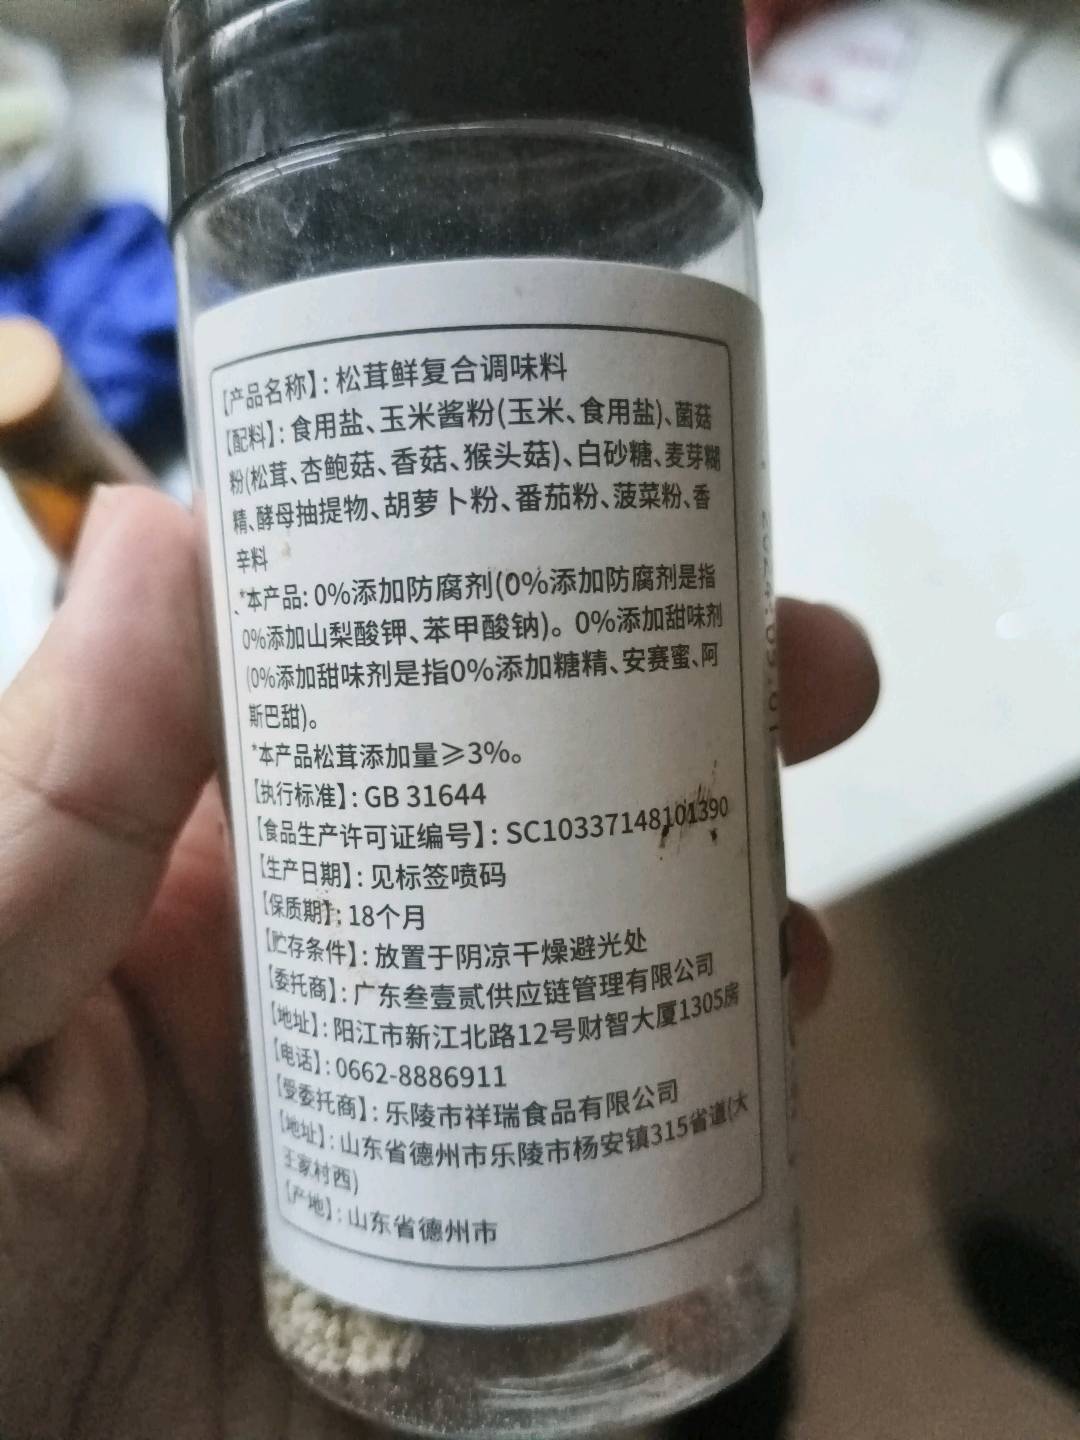 【产品名称】：松茸鲜复合调味料
【配料】：食用盐、玉米酱粉(玉米、食用盐)、菌菇
粉(松茸、杏鲍菇、香菇、猴头菇)、白砂糖、麦芽糊
精、酵母抽提物、胡萝卜粉、番茄粉、菠菜粉、香
辛料
*本产品：0%添加防腐剂(0%添加防腐剂是指
0%添加山梨酸钾、苯甲酸钠)。0%添加甜味剂
(0%添加甜味剂是指0%添加糖精、安赛蜜、阿
斯巴甜)。
*本产品松茸添加量≥3%。
【执行标准】：GB 31644
【食品生产许可证编号】：SC10337148101390
【生产日期】：见标签喷码
【保质期】：18个月
【贮存条件】：放置于阴凉干燥避光处
【委托商】：广东叁壹贰供应链管理有限公司
【地址】：阳江市新江北路12号财智大厦1305房
【电话】：0662-8886911
【受委托商】：乐陵市祥瑞食品有限公司
【地址】：山东省德州市乐陵市杨安镇315省道(大
王家村西)
【产地】：山东省德州市